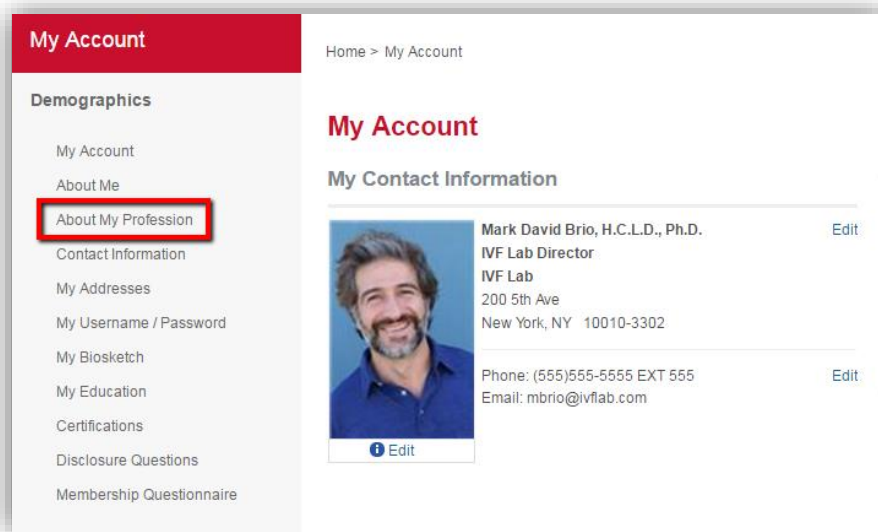 My Account
Demographics
My Account
About Me
About My Profession
Contact Information
My Addresses
My Username / Password
My Biosketch
My Education
Certifications
Disclosure Questions
Membership Questionnaire
Home > My Account
My Account
My Contact Information
Mark David Brio, H.C.L.D., Ph.D. Edit
IVF Lab Director
IVF Lab
200 5th Ave
New York, NY 10010-3302
Phone: (555)555-5555 EXT 555 Edit
Email: mbrio@ivflab.com
Edit